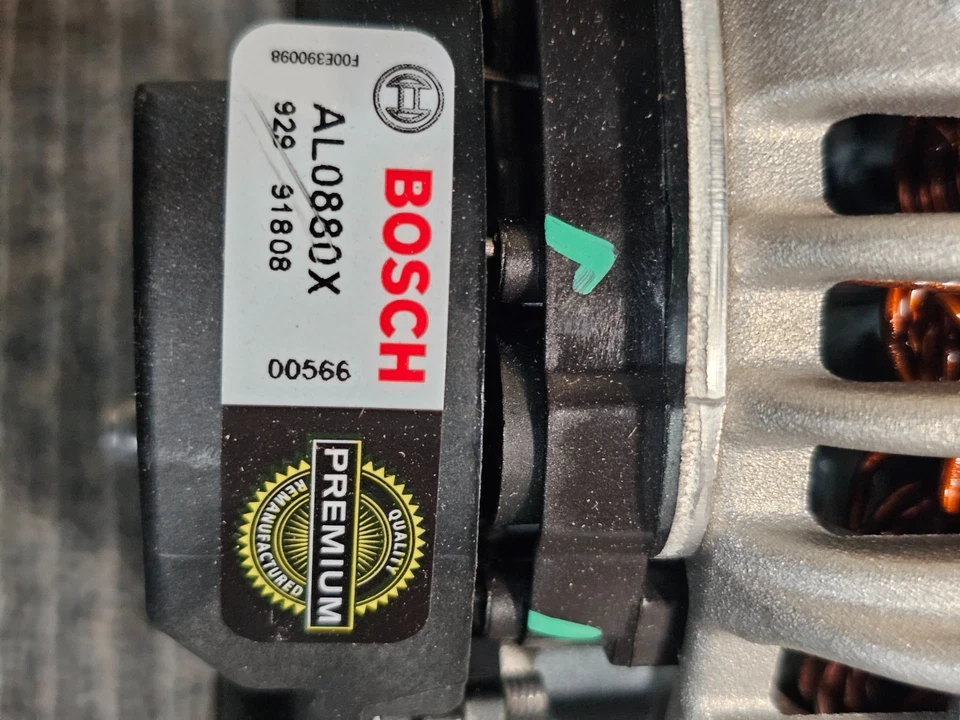 BOSCH
AL0880X
929 91808
F00E390098
00566
QUALITY
PREMIUM
REMANUFACTURED